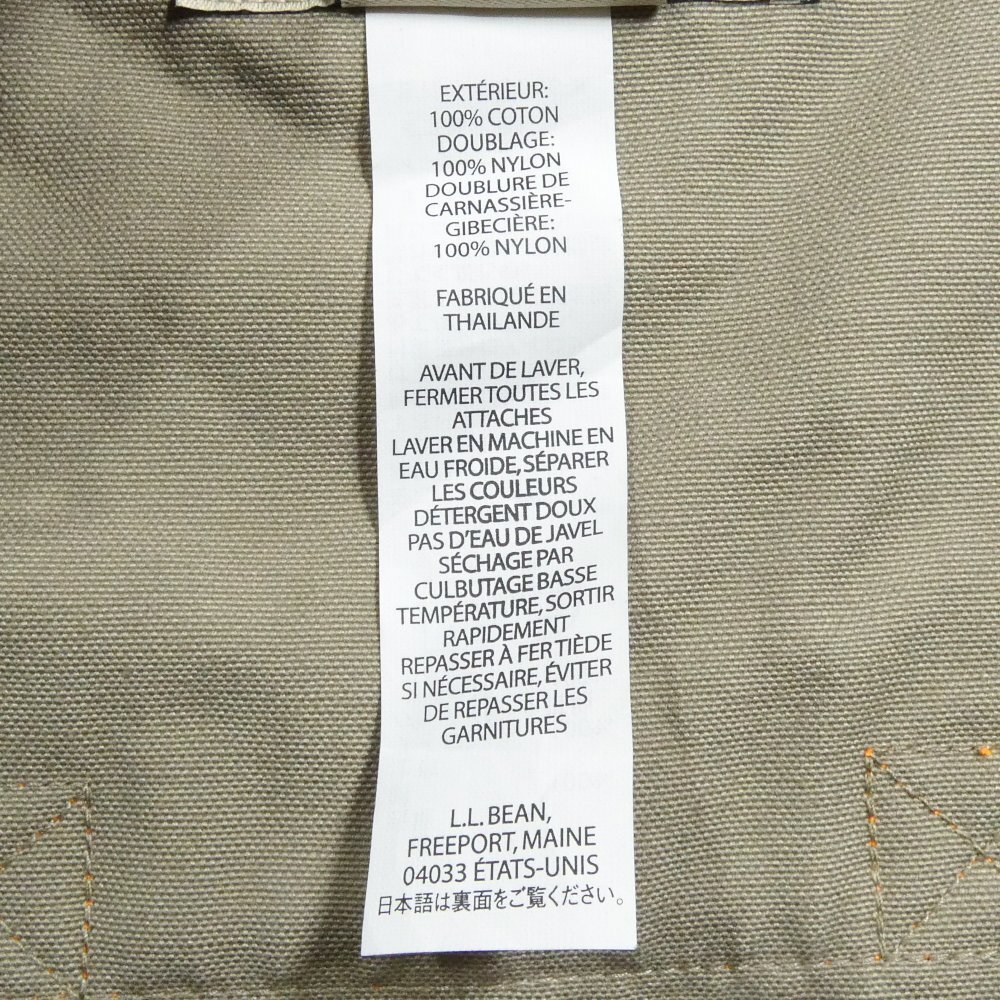 EXTÉRIEUR:
100% COTON
DOUBLAGE:
100% NYLON
DOUBLURE DE
CARNASSIÈRE-
GIBECIÈRE:
100% NYLON
FABRIQUÉ EN
THAILANDE
AVANT DE LAVER,
FERMER TOUTES LES
ATTACHES
LAVER EN MACHINE EN
EAU FROIDE, SÉPARER
LES COULEURS
DÉTERGENT DOUX
PAS D'EAU DE JAVEL
SÉCHAGE PAR
CULBUTAGE BASSE
TEMPÉRATURE, SORTIR
RAPIDEMENT
REPASSER À FER TIÈDE
SI NÉCESSAIRE, ÉVITER
DE REPASSER LES
GARNITURES
L.L. BEAN,
FREEPORT, MAINE
04033 ÉTATS-UNIS
日本語は裏面をご覧ください。